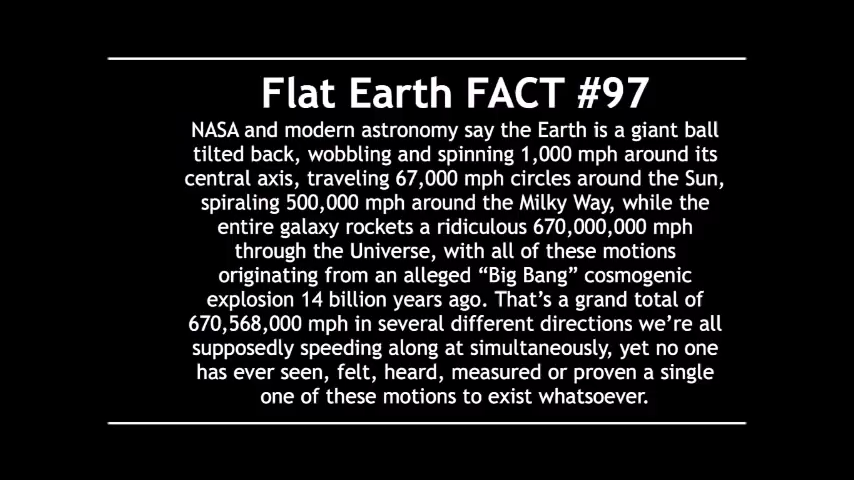 Flat Earth FACT #97
NASA and modern astronomy say the Earth is a giant ball
tilted back, wobbling and spinning 1,000 mph around its
central axis, traveling 67,000 mph circles around the Sun,
spiraling 500,000 mph around the Milky Way, while the
entire galaxy rockets a ridiculous 670,000,000 mph
through the Universe, with all of these motions
originating from an alleged “Big Bang” cosmogenic
explosion 14 billion years ago. That’s a grand total of
670,568,000 mph in several different directions we’re all
supposedly speeding along at simultaneously, yet no one
has ever seen, felt, heard, measured or proven a single
one of these motions to exist whatsoever.